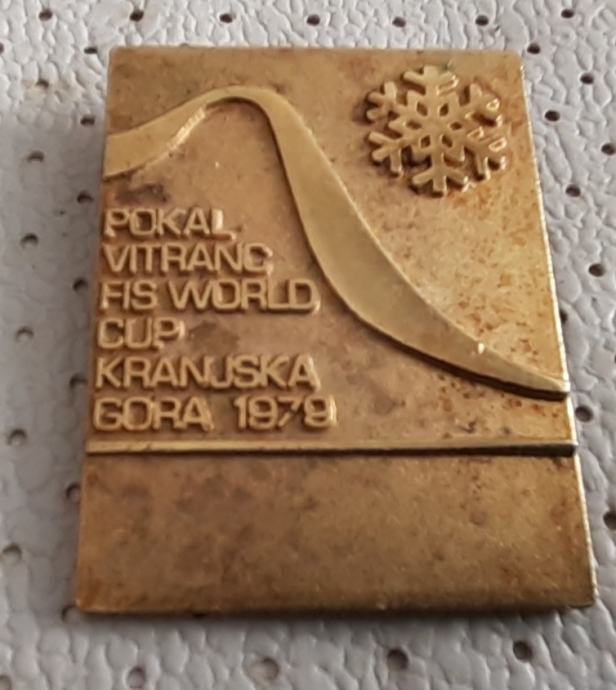 POKAL
VITRANC
FIS WORLD
CUP
KRANJSKA
GORA 1979